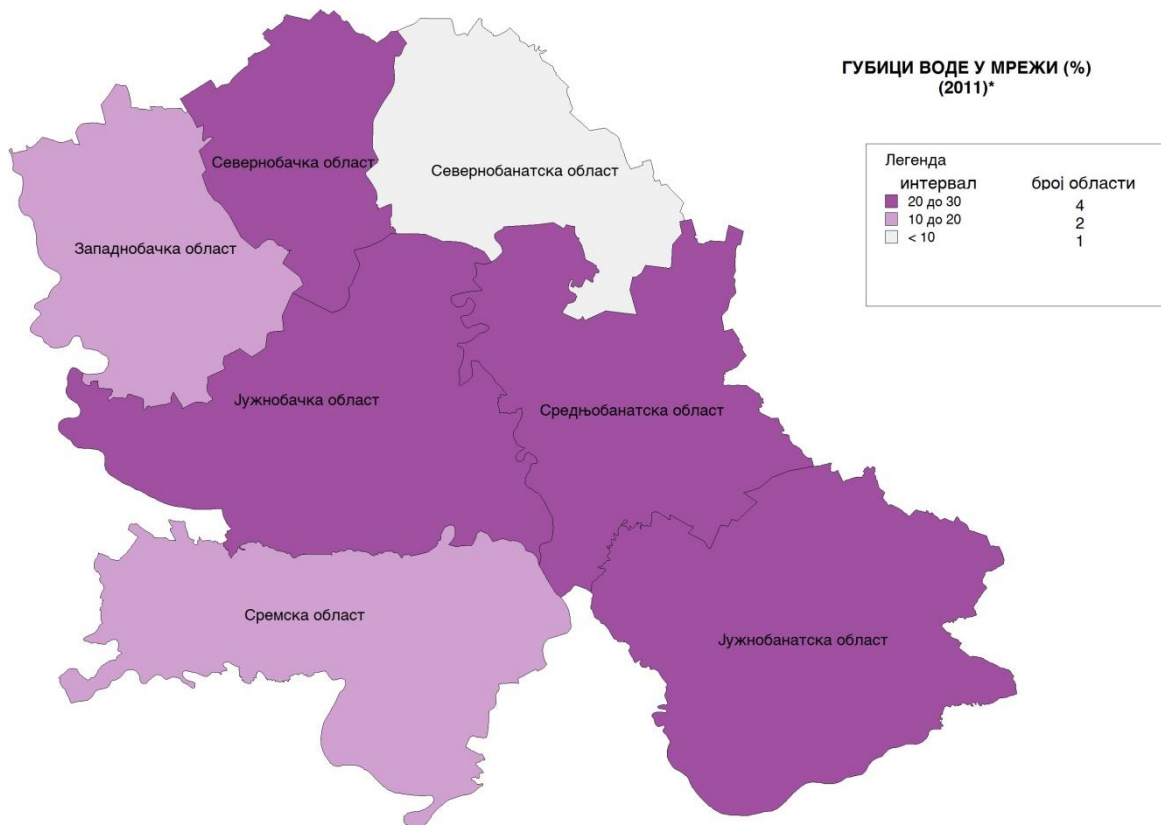 ГУБИЦИ ВОДЕ У МРЕЖИ (%)
(2011)*
Легенда
интервал број области
20 до 30 4
10 до 20 2
< 10 1
Севернобачка област
Севернобанатска област
Западнобачка област
Јужнобачка област
Средњобанатска област
Сремска област
Јужнобанатска област